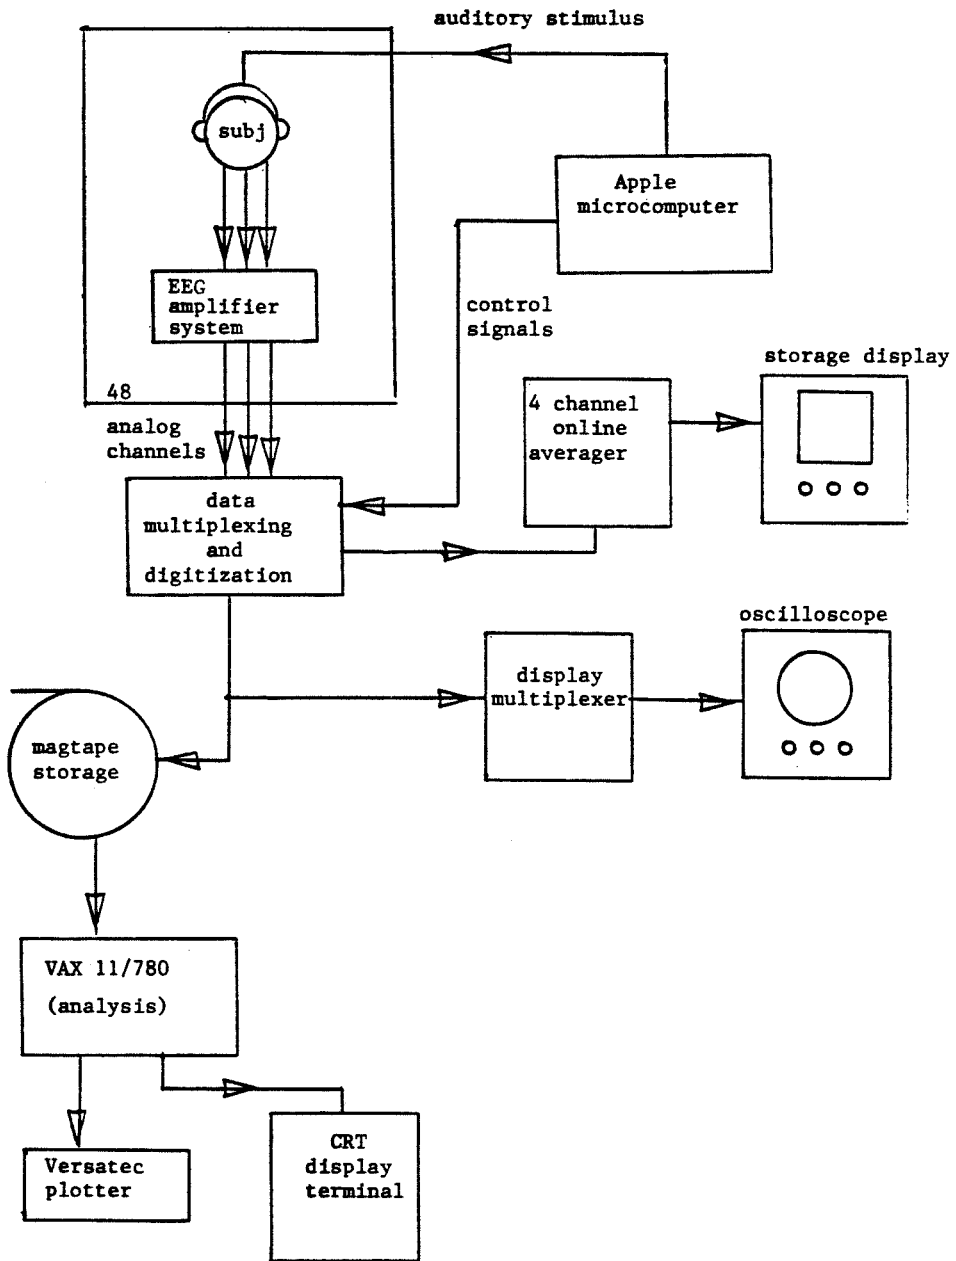 auditory stimulus
subj
Apple
microcomputer
EEG
amplifier
system
control
signals
48
analog
channels
storage display
4 channel
online
averager
data
multiplexing
and
digitization
oscilloscope
display
multiplexer
magtape
storage
VAX 11/780
(analysis)
CRT
display
terminal
Versatec
plotter